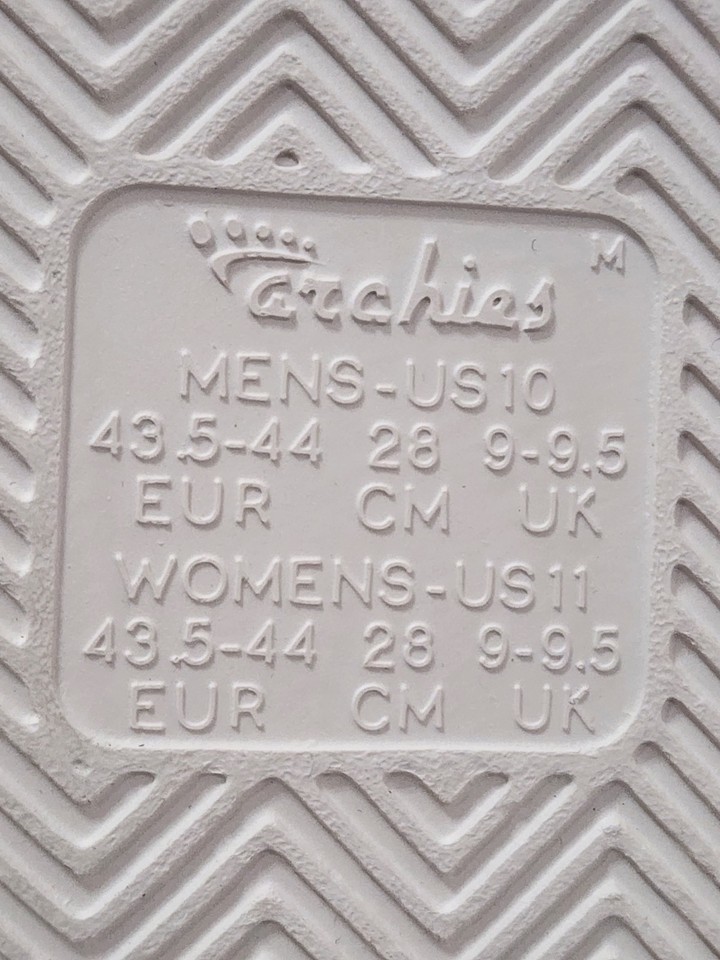 archies
M
MENS-US10
43.5-44 28 9-9.5
EUR CM UK
WOMENS-US11
43.5-44 28 9-9.5
EUR CM UK